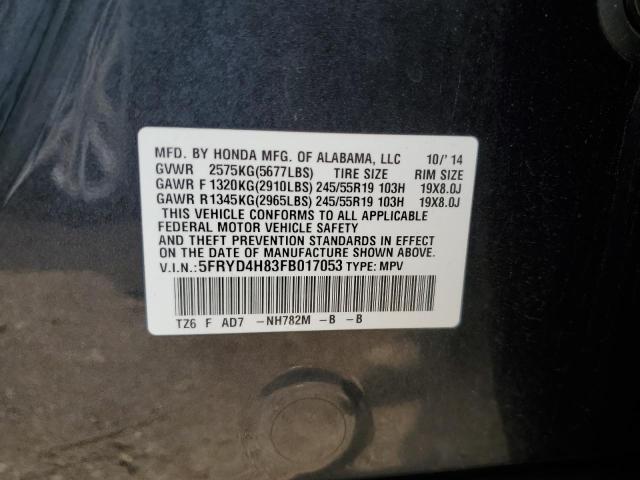 MFD. BY HONDA MFG. OF ALABAMA, LLC 10/'14
GVWR 2575KG(5677LBS) TIRE SIZE RIM SIZE
GAWR F 1320KG(2910LBS) 245/55R19 103H 19X8.0J
GAWR R1345KG(2965LBS) 245/55R19 103H 19X8.0J
THIS VEHICLE CONFORMS TO ALL APPLICABLE
FEDERAL MOTOR VEHICLE SAFETY
AND THEFT PREVENTION STANDARDS IN EFFECT
ON THE DATE OF MANUFACTURE SHOWN ABOVE.
V.I.N.:5FRYD4H83FB017053 TYPE: MPV
TZ6 F AD7 -NH782M -B -B